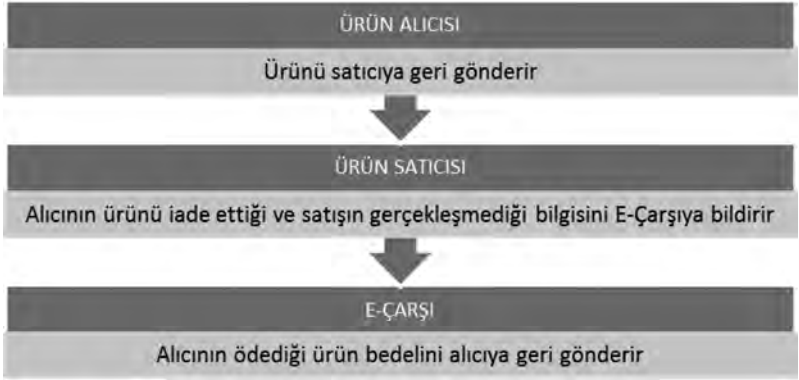 ÜRÜN ALICISI
Ürünü satıcıya geri gönderir
ÜRÜN SATICISI
Alıcının ürünü iade ettiği ve satışın gerçekleşmediği bilgisini E-Çarşıya bildirir
E-ÇARŞI
Alıcının ödediği ürün bedelini alıcıya geri gönderir